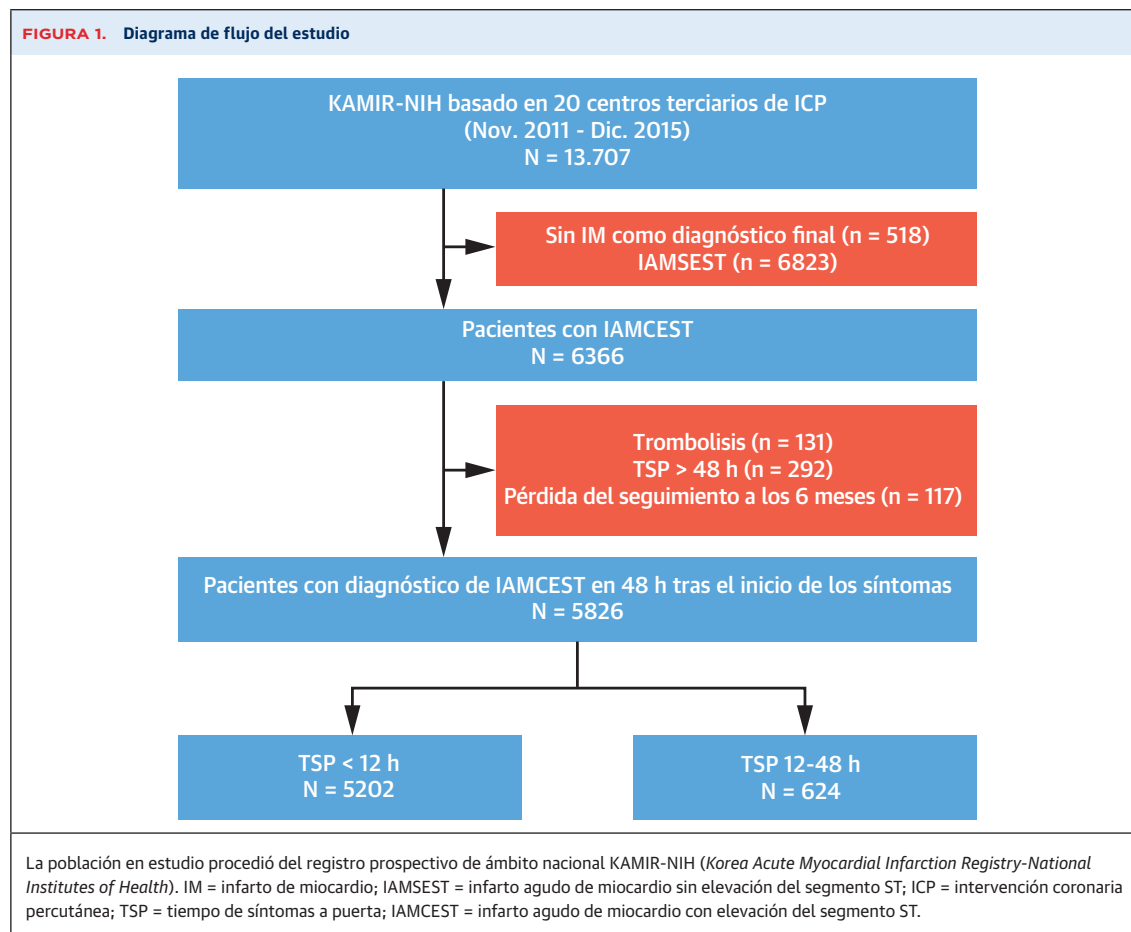 FIGURA 1. Diagrama de flujo del estudio
KAMIR-NIH basado en 20 centros terciarios de ICP
(Nov. 2011 - Dic. 2015)
N = 13.707
Sin IM como diagnóstico final (n = 518)
IAMSEST (n = 6823)
Pacientes con IAMCEST
N = 6366
Trombolisis (n = 131)
TSP > 48 h (n = 292)
Pérdida del seguimiento a los 6 meses (n = 117)
Pacientes con diagnóstico de IAMCEST en 48 h tras el inicio de los síntomas
N = 5826
TSP < 12 h
N = 5202
TSP 12-48 h
N = 624
La población en estudio procedió del registro prospectivo de ámbito nacional KAMIR-NIH (Korea Acute Myocardial Infarction Registry-National
Institutes of Health). IM = infarto de miocardio; IAMSEST = infarto agudo de miocardio sin elevación del segmento ST; ICP = intervención coronaria
percutánea; TSP = tiempo de síntomas a puerta; IAMCEST = infarto agudo de miocardio con elevación del segmento ST.